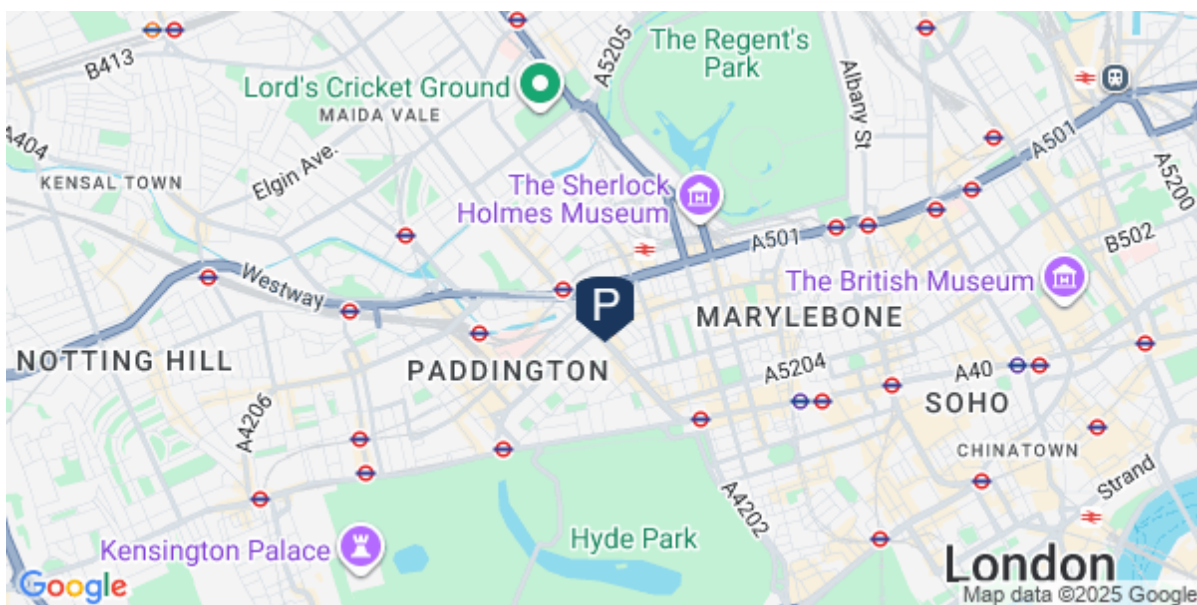 The Regent's
Park
A5205
B413
Lord's Cricket Ground
MAIDA VALE
Albany St
A404
A501
Elgin Ave.
KENSAL TOWN
The Sherlock
Holmes Museum
A5200
B502
A501
Westway
The British Museum
P
MARYLEBONE
NOTTING HILL
PADDINGTON
A5204
A40
SOHO
A4206
CHINATOWN
Strand
A4202
Hyde Park
Kensington Palace
London
Google
Map data ©2025 Google